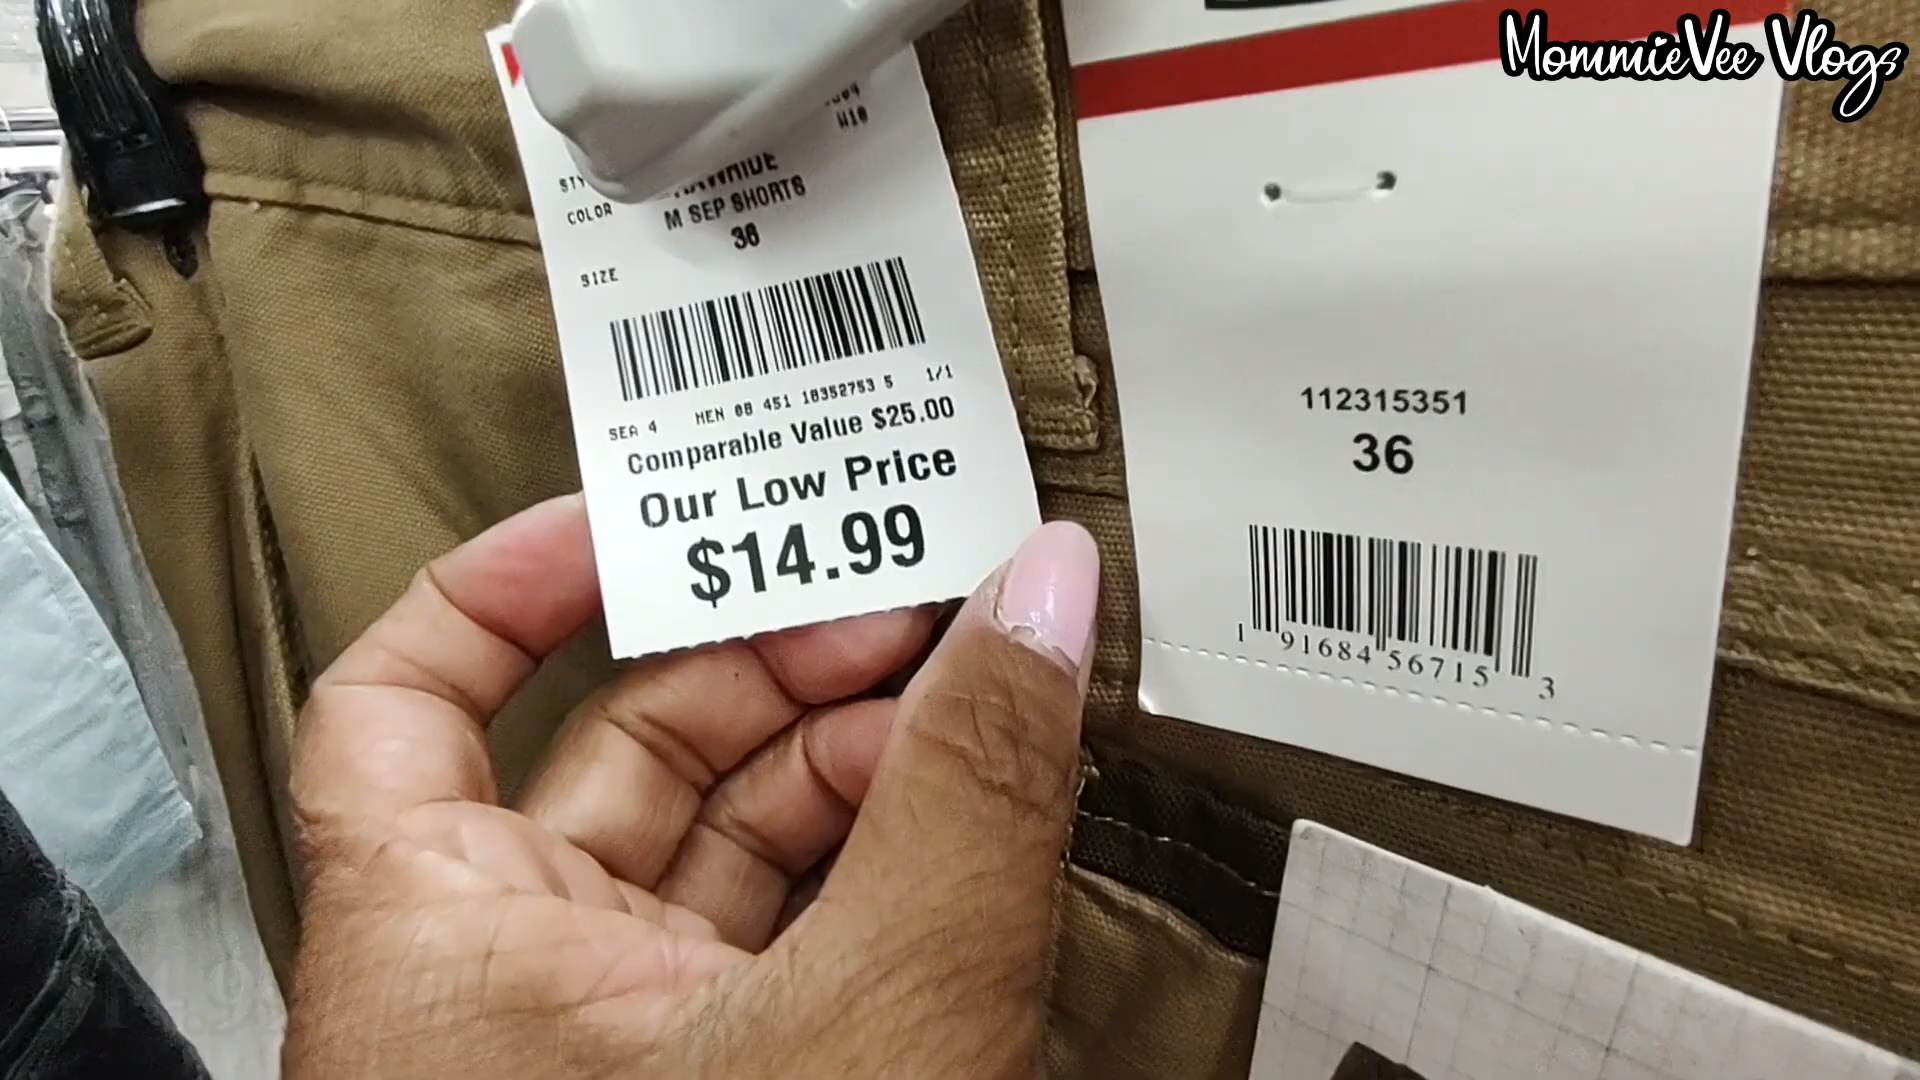 MommieVee Vlogs
W10
COLOR
M SEP SHORTS
SIZE
36
SEA 4 MEN 08 451 18352753 5 1/1
Comparable Value $25.00
Our Low Price
$14.99
112315351
36
1 91684 56715 3